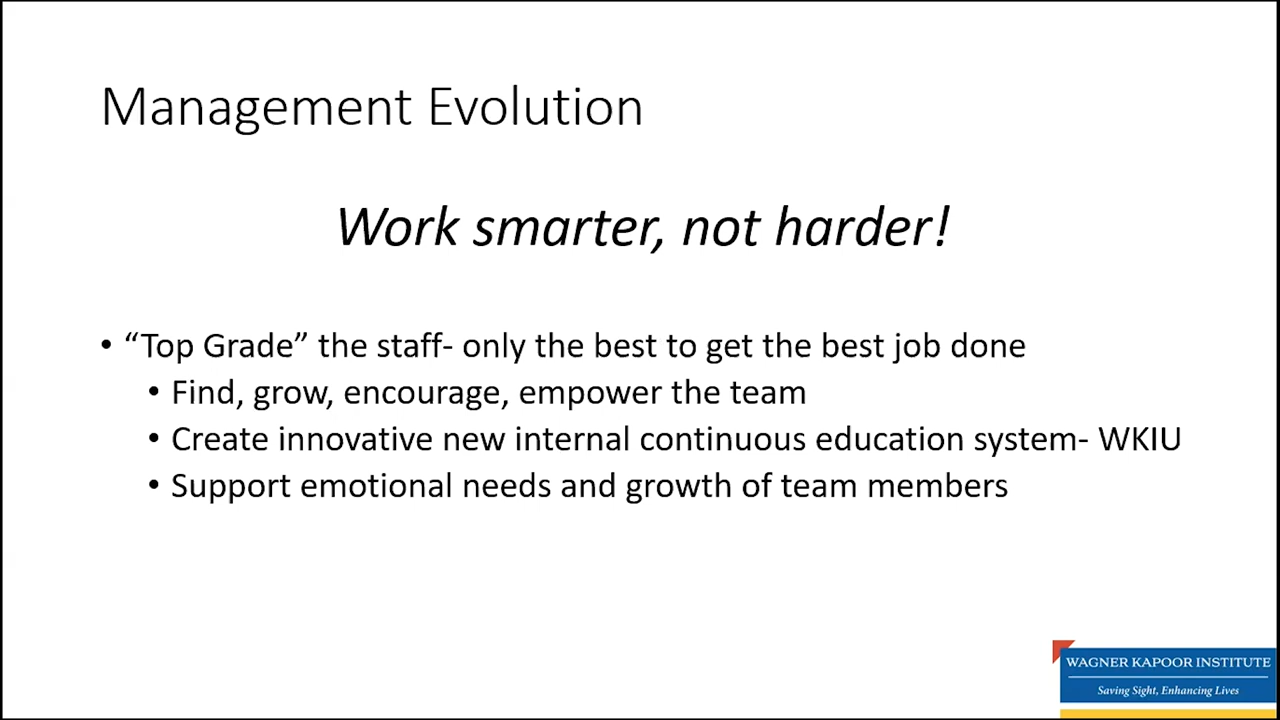 Management Evolution
Work smarter, not harder!
• “Top Grade” the staff- only the best to get the best job done
• Find, grow, encourage, empower the team
• Create innovative new internal continuous education system- WKIU
• Support emotional needs and growth of team members
WAGNER KAPOOR INSTITUTE
Saving Sight, Enhancing Lives